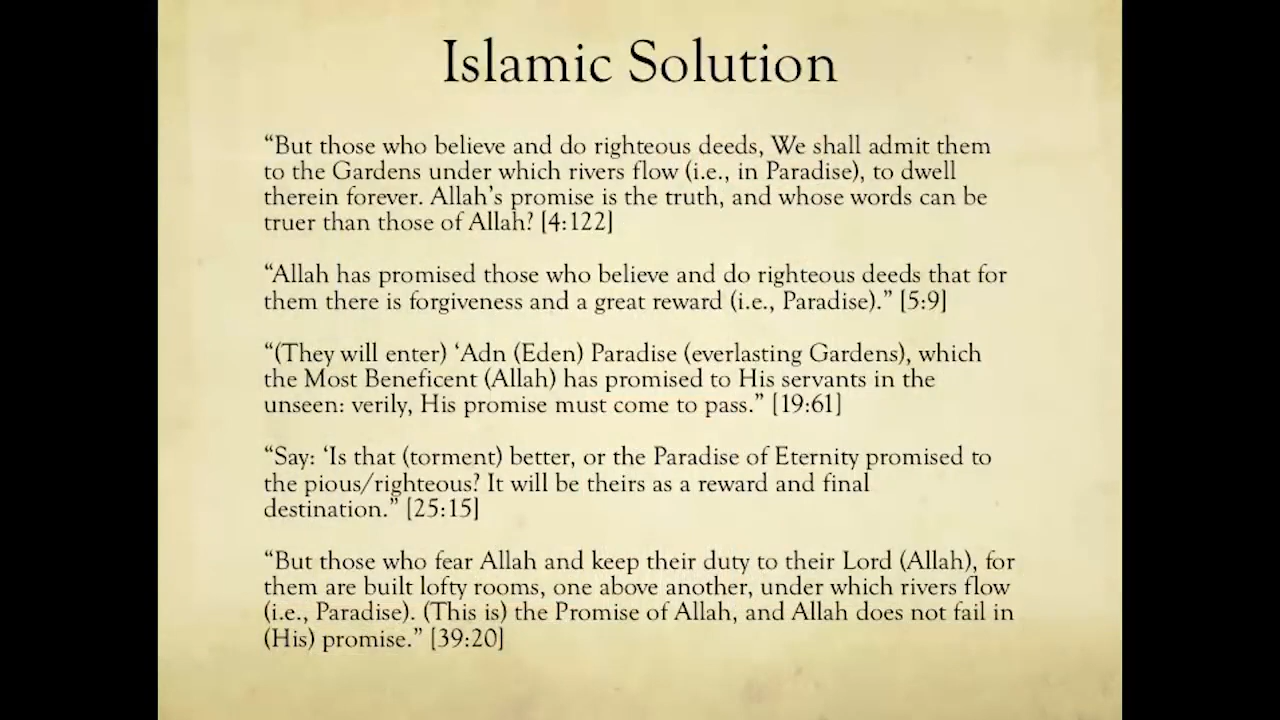 Islamic Solution
“But those who believe and do righteous deeds, We shall admit them
to the Gardens under which rivers flow (i.e., in Paradise), to dwell
therein forever. Allah’s promise is the truth, and whose words can be
truer than those of Allah? [4:122]
“Allah has promised those who believe and do righteous deeds that for
them there is forgiveness and a great reward (i.e., Paradise).” [5:9]
“(They will enter) ‘Adn (Eden) Paradise (everlasting Gardens), which
the Most Beneficent (Allah) has promised to His servants in the
unseen: verily, His promise must come to pass.” [19:61]
“Say: ‘Is that (torment) better, or the Paradise of Eternity promised to
the pious/righteous? It will be theirs as a reward and final
destination.” [25:15]
“But those who fear Allah and keep their duty to their Lord (Allah), for
them are built lofty rooms, one above another, under which rivers flow
(i.e., Paradise). (This is) the Promise of Allah, and Allah does not fail in
(His) promise.” [39:20]